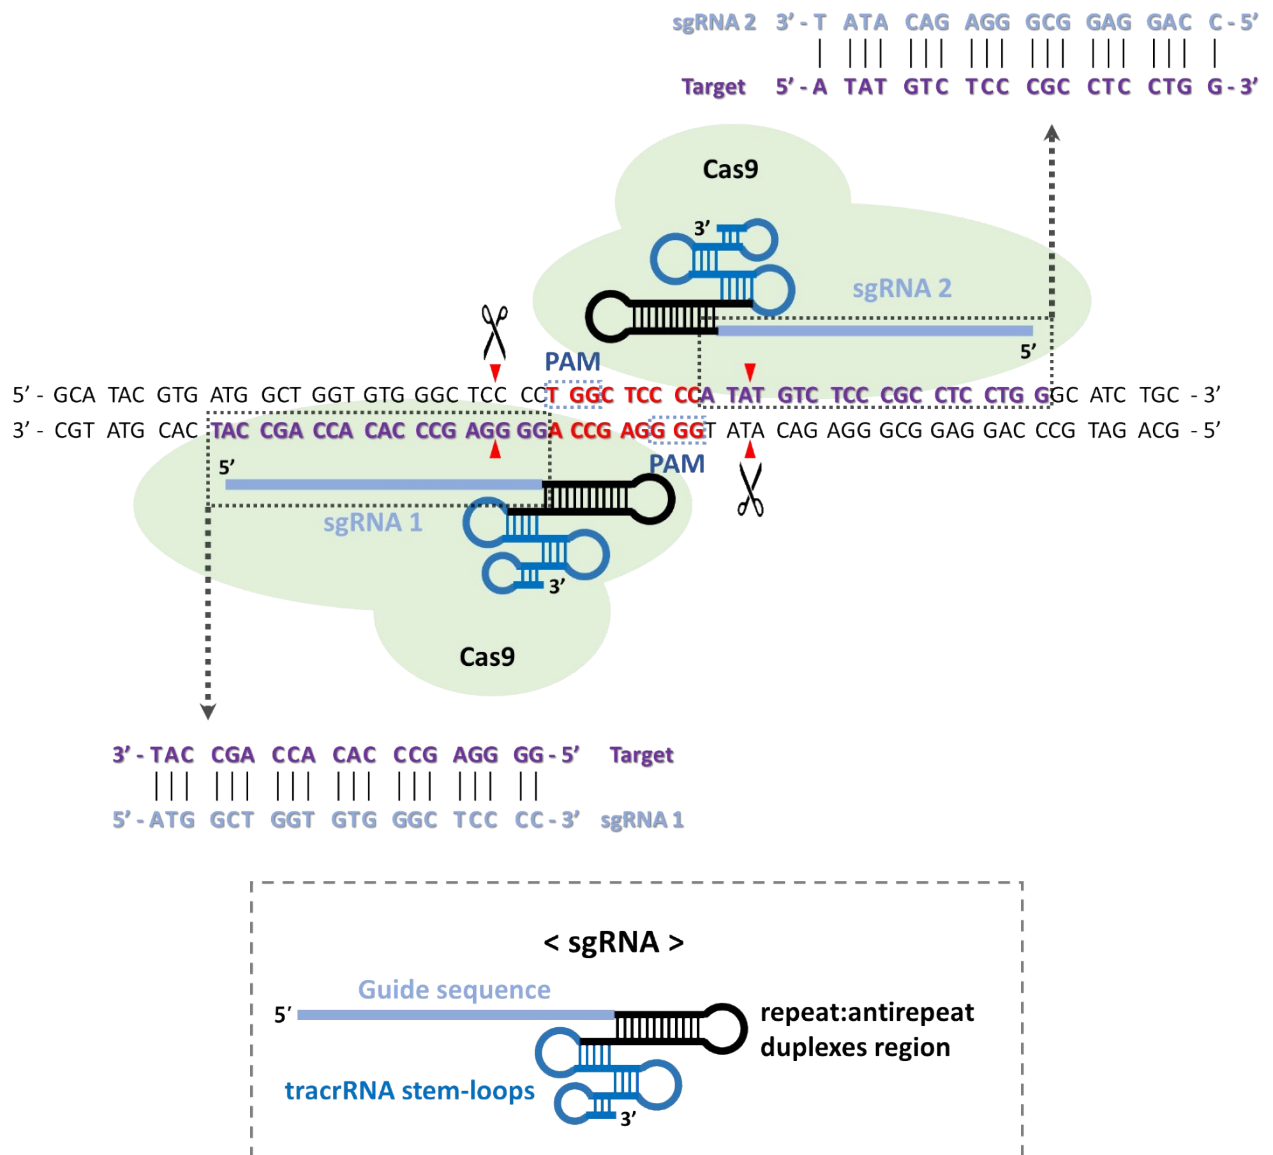 sgRNA 2 3’ - T ATA CAG AGG GCG GAG GAC C - 5’
Target 5’ - A TAT GTC TCC CGC CTC CTG G - 3’
Cas9
3’
sgRNA 2
5’
PAM
5’ - GCA TAC GTG ATG GCT GGT GTG GGC TCC CCT GGC TCC CCA TAT GTC TCC CGC CTC CTG GGC ATC TGC - 3’
3’ - CGT ATG CAC TAC CGA CCA CAC CCG AGG GGA CCG AGG GGT ATA CAG AGG GCG GAG GAC CCG TAG ACG - 5’
PAM
5’
sgRNA 1
3’
Cas9
3’ - TAC CGA CCA CAC CCG AGG GG - 5’ Target
5’ - ATG GCT GGT GTG GGC TCC CC - 3’ sgRNA 1
< sgRNA >
Guide sequence
5’
repeat:antirepeat
duplexes region
tracrRNA stem-loops
3’